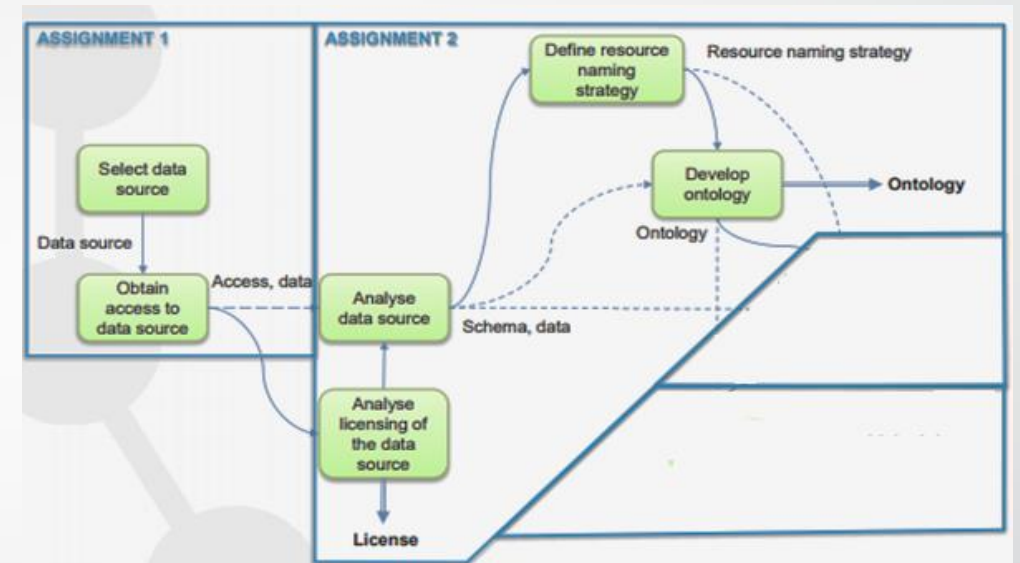 ASSIGNMENT 1
ASSIGNMENT 2
Define resource
naming
strategy
Resource naming strategy
Select data
source
Develop
ontology
Ontology
Data source
Ontology
Obtain
access to
data source
Access, data
Analyse
data source
Schema, data
Analyse
licensing of
the data
source
License